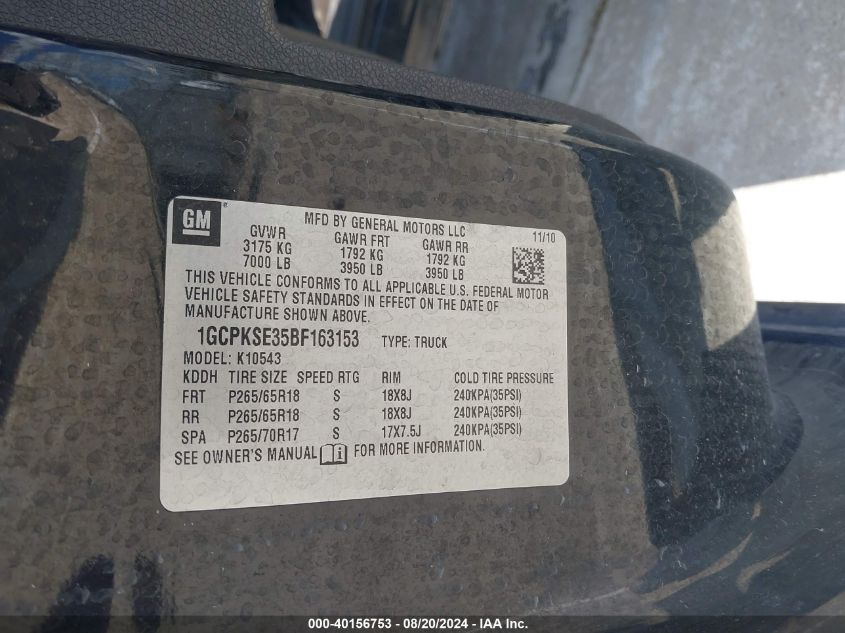 GM
MFD BY GENERAL MOTORS LLC
GVWR GAWR FRT GAWR RR 11/10
3175 KG 1792 KG 1792 KG
7000 LB 3950 LB 3950 LB
THIS VEHICLE CONFORMS TO ALL APPLICABLE U.S. FEDERAL MOTOR
VEHICLE SAFETY STANDARDS IN EFFECT ON THE DATE OF
MANUFACTURE SHOWN ABOVE.
1GCPKSE35BF163153 TYPE: TRUCK
MODEL: K10543
KDDH TIRE SIZE SPEED RTG RIM COLD TIRE PRESSURE
FRT P265/65R18 S 18X8J 240KPA(35PSI)
RR P265/65R18 S 18X8J 240KPA(35PSI)
SPA P265/70R17 S 17X7.5J 240KPA(35PSI)
SEE OWNER'S MANUAL FOR MORE INFORMATION.
000-40156753 - 08/20/2024 - IAAI Inc.